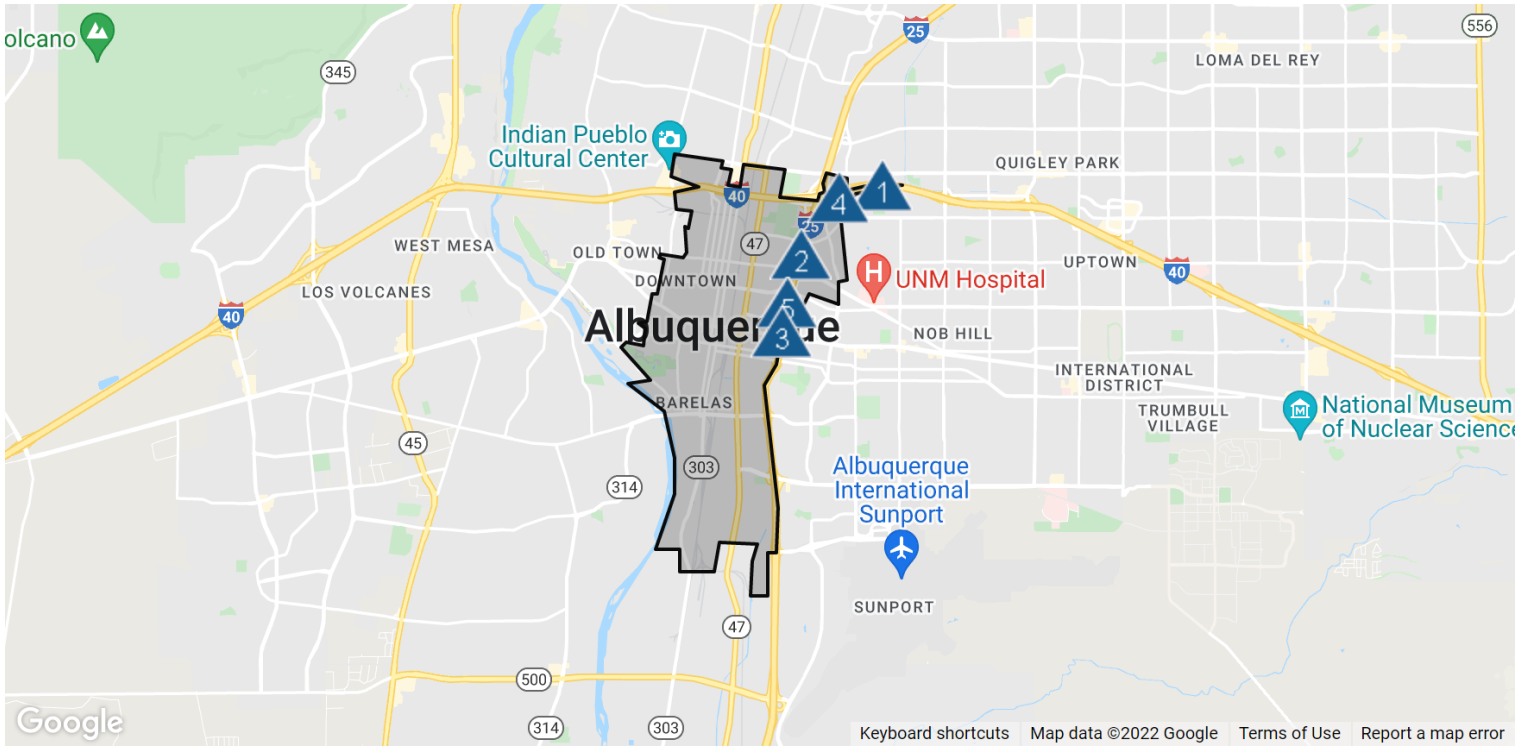 olcano
345
25
556
LOMA DEL REY
Indian Pueblo
Cultural Center
QUIGLEY PARK
40
1
4
25
WEST MESA
OLD TOWN
47
2
UPTOWN
DOWNTOWN
UNM Hospital
40
LOS VOLCANES
40
5
Albuquerque
3
NOB HILL
INTERNATIONAL
DISTRICT
BARELAS
TRUMBULL
VILLAGE
National Museum
of Nuclear Science
45
303
314
Albuquerque
International
Sunport
SUNPORT
47
500
314
303
Google
Keyboard shortcuts
Map data ©2022 Google
Terms of Use
Report a map error